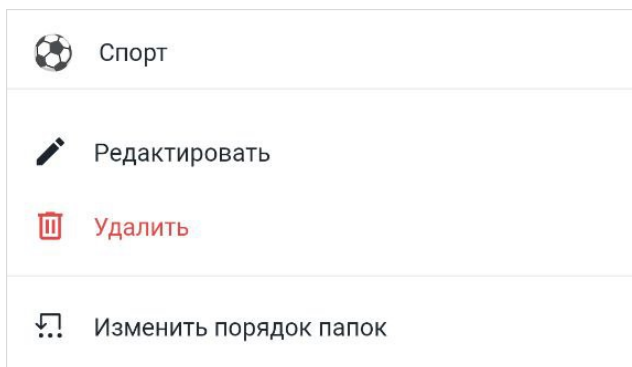 Спорт
Редактировать
Удалить
Изменить порядок папок